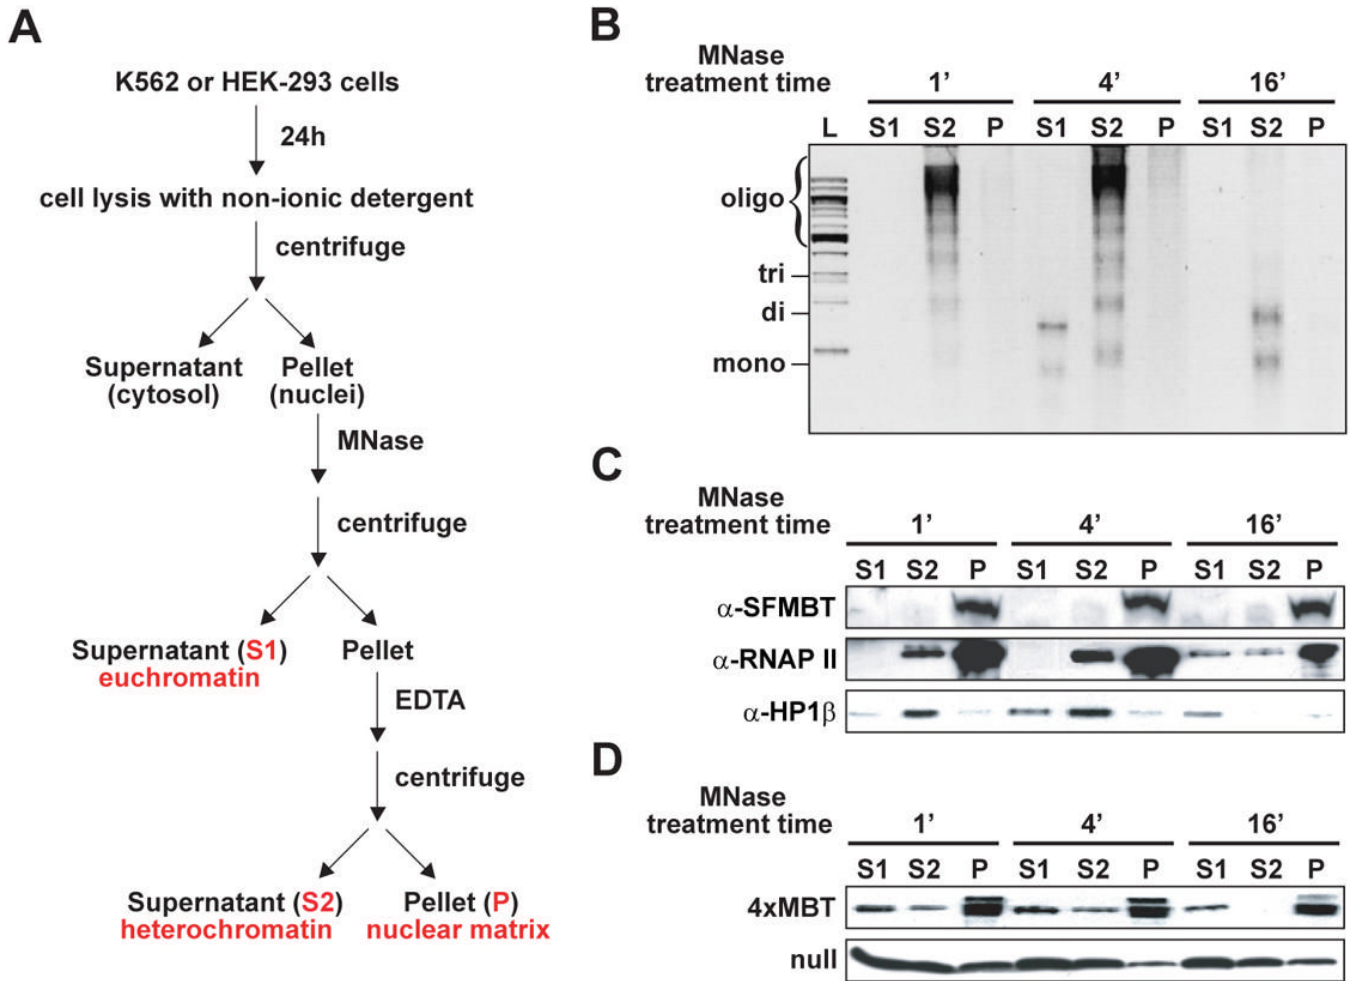 A
K562 or HEK-293 cells
24h
cell lysis with non-ionic detergent
centrifuge
Supernatant
(cytosol)
Pellet
(nuclei)
MNase
centrifuge
Supernatant (S1)
euchromatin
Pellet
EDTA
centrifuge
Supernatant (S2)
heterochromatin
Pellet (P)
nuclear matrix
B
MNase
treatment time
1’ 4’ 16’
L S1 S2 P S1 S2 P S1 S2 P
oligo
tri
di
mono
C
MNase
treatment time
1’ 4’ 16’
S1 S2 P S1 S2 P S1 S2 P
α-SFMBT
α-RNAP II
α-HP1β
D
MNase
treatment time
1’ 4’ 16’
S1 S2 P S1 S2 P S1 S2 P
4xMBT
null